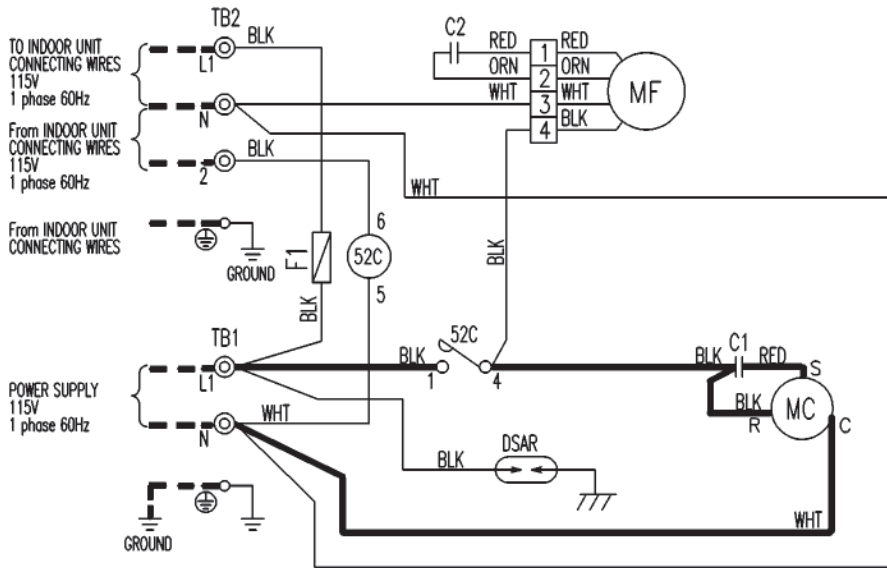 TB2
BLK
TO INDOOR UNIT
CONNECTING WIRES
115V
1 phase 60Hz
L1
N
From INDOOR UNIT
CONNECTING WIRES
115V
1 phase 60Hz
BLK
2
From INDOOR UNIT
CONNECTING WIRES
GROUND
F1
BLK
6
52C
5
C2
RED 1 RED
ORN 2 ORN
WHT 3 WHT
4 BLK
MF
WHT
BLK
TB1
POWER SUPPLY
115V
1 phase 60Hz
L1
N
WHT
BLK
1
52C
4
BLK
C1
RED
S
BLK
R
MC
C
BLK
DSAR
WHT
GROUND